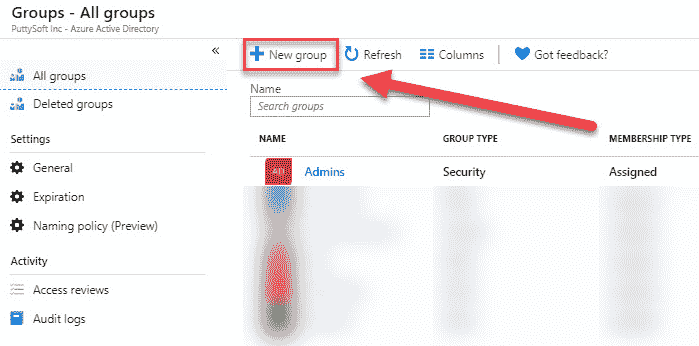 Groups - All groups
PuttySoft Inc - Azure Active Directory
«
New group
Refresh
Columns
Got feedback?
All groups
Deleted groups
Settings
General
Expiration
Naming policy (Preview)
Activity
Access reviews
Audit logs
Name
Search groups
NAME GROUP TYPE MEMBERSHIP TYPE
AD Admins Security Assigned